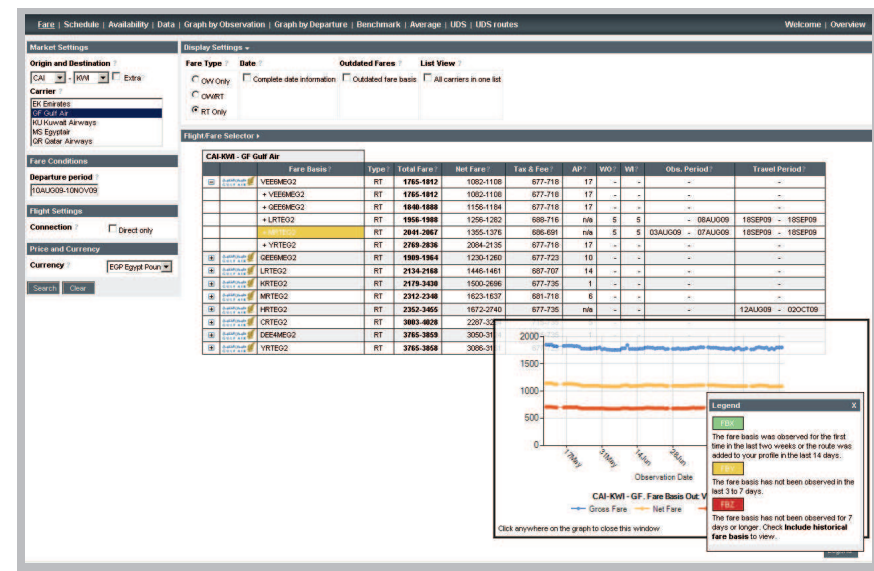 Fare | Schedule | Availability | Data | Graph by Observation | Graph by Departure | Benchmark | Average | UDS | UDS routes
Welcome | Overview
Market Settings
Origin and Destination ?
CAI - KWI Extra
Carrier ?
EK Emirates
GF Gulf Air
KU Kuwait Airways
MS Egyptair
QR Qatar Airways
Fare Conditions
Departure period ?
10AUG09-10NOV09
Flight Settings
Connection ? Direct only
Price and Currency
Currency ? EGP Egypt Poun
Search Clear
Display Settings
Fare Type ? Date ? Outdated Fares ? List View ?
OW Only Complete date information Outdated fare basis All carriers in one list
OW/RT
RT Only
Flight/Fare Selector
CAI-KWI - GF Gulf Air
Fare Basis ? Type ? Total Fare ? Net Fare ? Tax & Fee ? AP ? WO ? WI ? Obs. Period ? Travel Period ?
VEE6MEG2 RT 1765-1812 1082-1108 677-718 17 - - - -
+ VEE6MEG2 RT 1765-1812 1082-1108 677-718 17 - - - -
+ QEE6MEG2 RT 1840-1888 1156-1184 677-718 17 - - - -
+ LRTEG2 RT 1956-1988 1256-1282 688-716 n/a 5 5 - 08AUG09 18SEP09 - 18SEP09
+ MRTEG2 RT 2041-2067 1355-1376 686-691 n/a 5 5 03AUG09 - 07AUG09 18SEP09 - 18SEP09
+ YRTEG2 RT 2769-2836 2084-2135 677-718 17 - - - -
QEE6MEG2 RT 1909-1964 1230-1260 677-723 10 - - - -
LRTEG2 RT 2134-2168 1446-1461 687-707 14 - - - -
KRTEG2 RT 2179-3430 1500-2696 677-735 1 - - - -
MRTEG2 RT 2312-2348 1623-1637 681-718 6 - - - -
HRTEG2 RT 2352-3455 1672-2740 677-735 n/a - - - 12AUG09 - 02OCT09
CRTEG2 RT 3003-4028 2287-32
DEE4MEG2 RT 3765-3859 3050-31
YRTEG2 RT 3765-3858 3086-31
2000
1500
1000
500
0
17May 31May 14Jun 28Jun
Observation Date
CAI-KWI - GF. Fare Basis Out: V
Gross Fare Net Fare
Click anywhere on the graph to close this window
Legend X
FBX
The fare basis was observed for the first
time in the last two weeks or the route was
added to your profile in the last 14 days.
FBY
The fare basis has not been observed in the
last 3 to 7 days.
FBZ
The fare basis has not been observed for 7
days or longer. Check Include historical
fare basis to view.
Legend